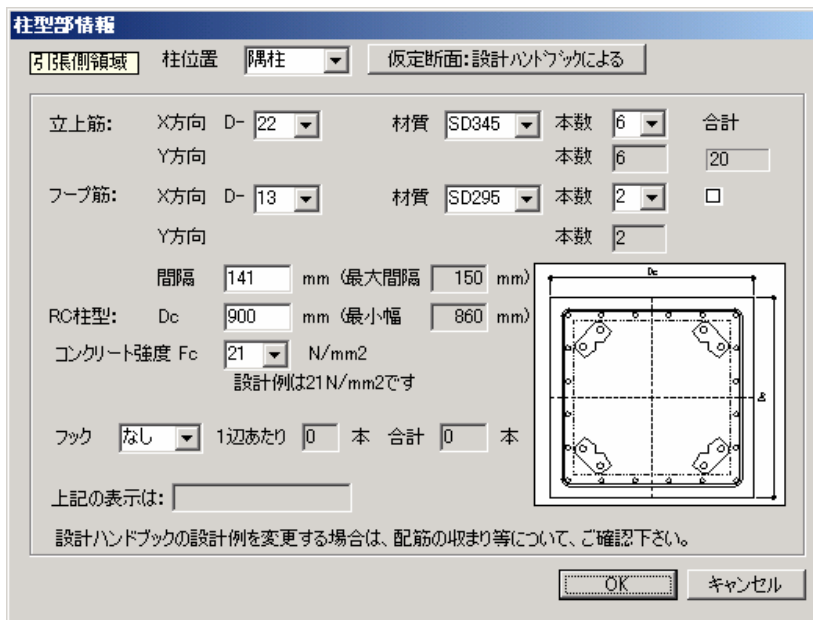 柱型部情報
引張側領域 柱位置 隅柱 仮定断面:設計ハンドブックによる
立上筋: X方向 D- 22 材質 SD345 本数 6 合計
Y方向 本数 6 20
フープ筋: X方向 D- 13 材質 SD295 本数 2
Y方向 本数 2
間隔 141 mm (最大間隔 150 mm)
RC柱型: Dc 900 mm (最小幅 860 mm)
コンクリート強度 Fc 21 N/mm2
設計例は21N/mm2です
フック なし 1辺あたり 0 本 合計 0 本
上記の表示は:
設計ハンドブックの設計例を変更する場合は、配筋の収まり等について、ご確認下さい。
Dc
OK キャンセル